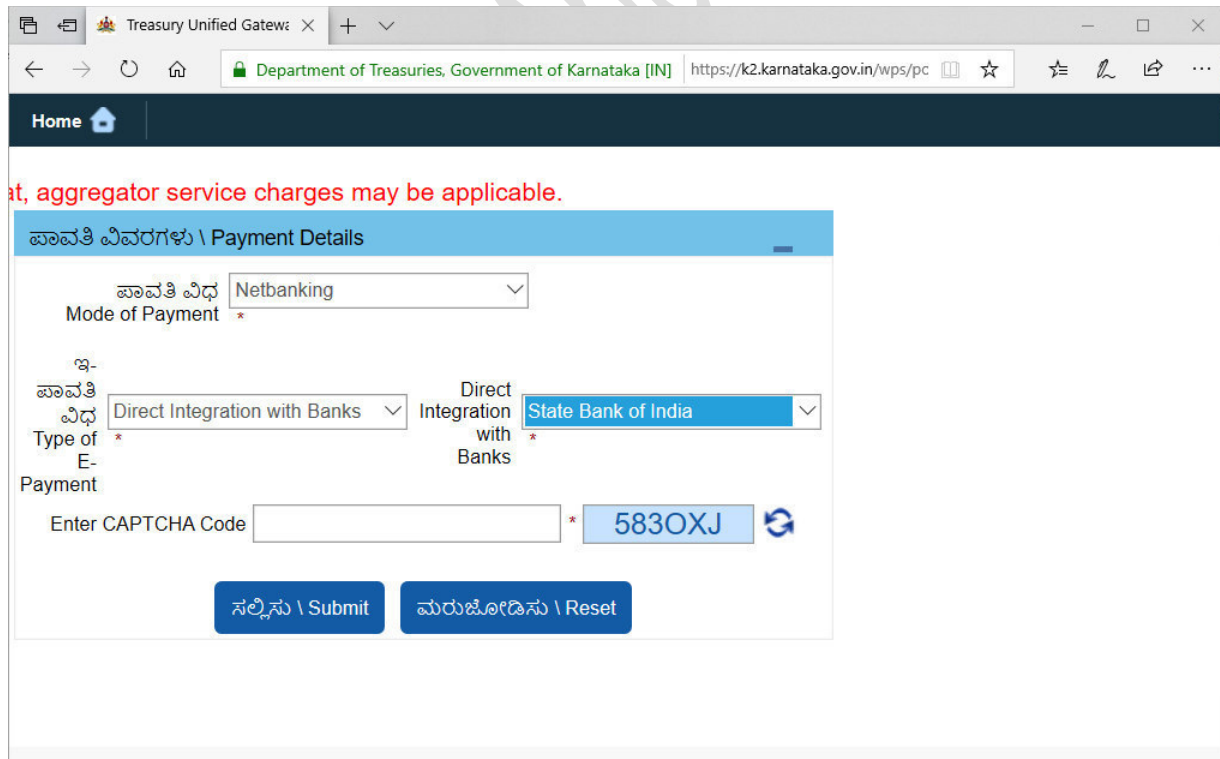 Treasury Unified Gatewa
Department of Treasuries, Government of Karnataka [IN] https://k2.karnataka.gov.in/wps/pc
Home
at, aggregator service charges may be applicable.
ಪಾವತಿ ವಿವರಗಳು \ Payment Details
ಪಾವತಿ ವಿಧ
Mode of Payment
Netbanking
*
ಇ-
ಪಾವತಿ
ವಿಧ
Type of
E-
Payment
Direct Integration with Banks
*
Direct
Integration
with
Banks
State Bank of India
*
Enter CAPTCHA Code * 583OXJ
ಸಲ್ಲಿಸು \ Submit ಮರುಜೋಡಿಸು \ Reset